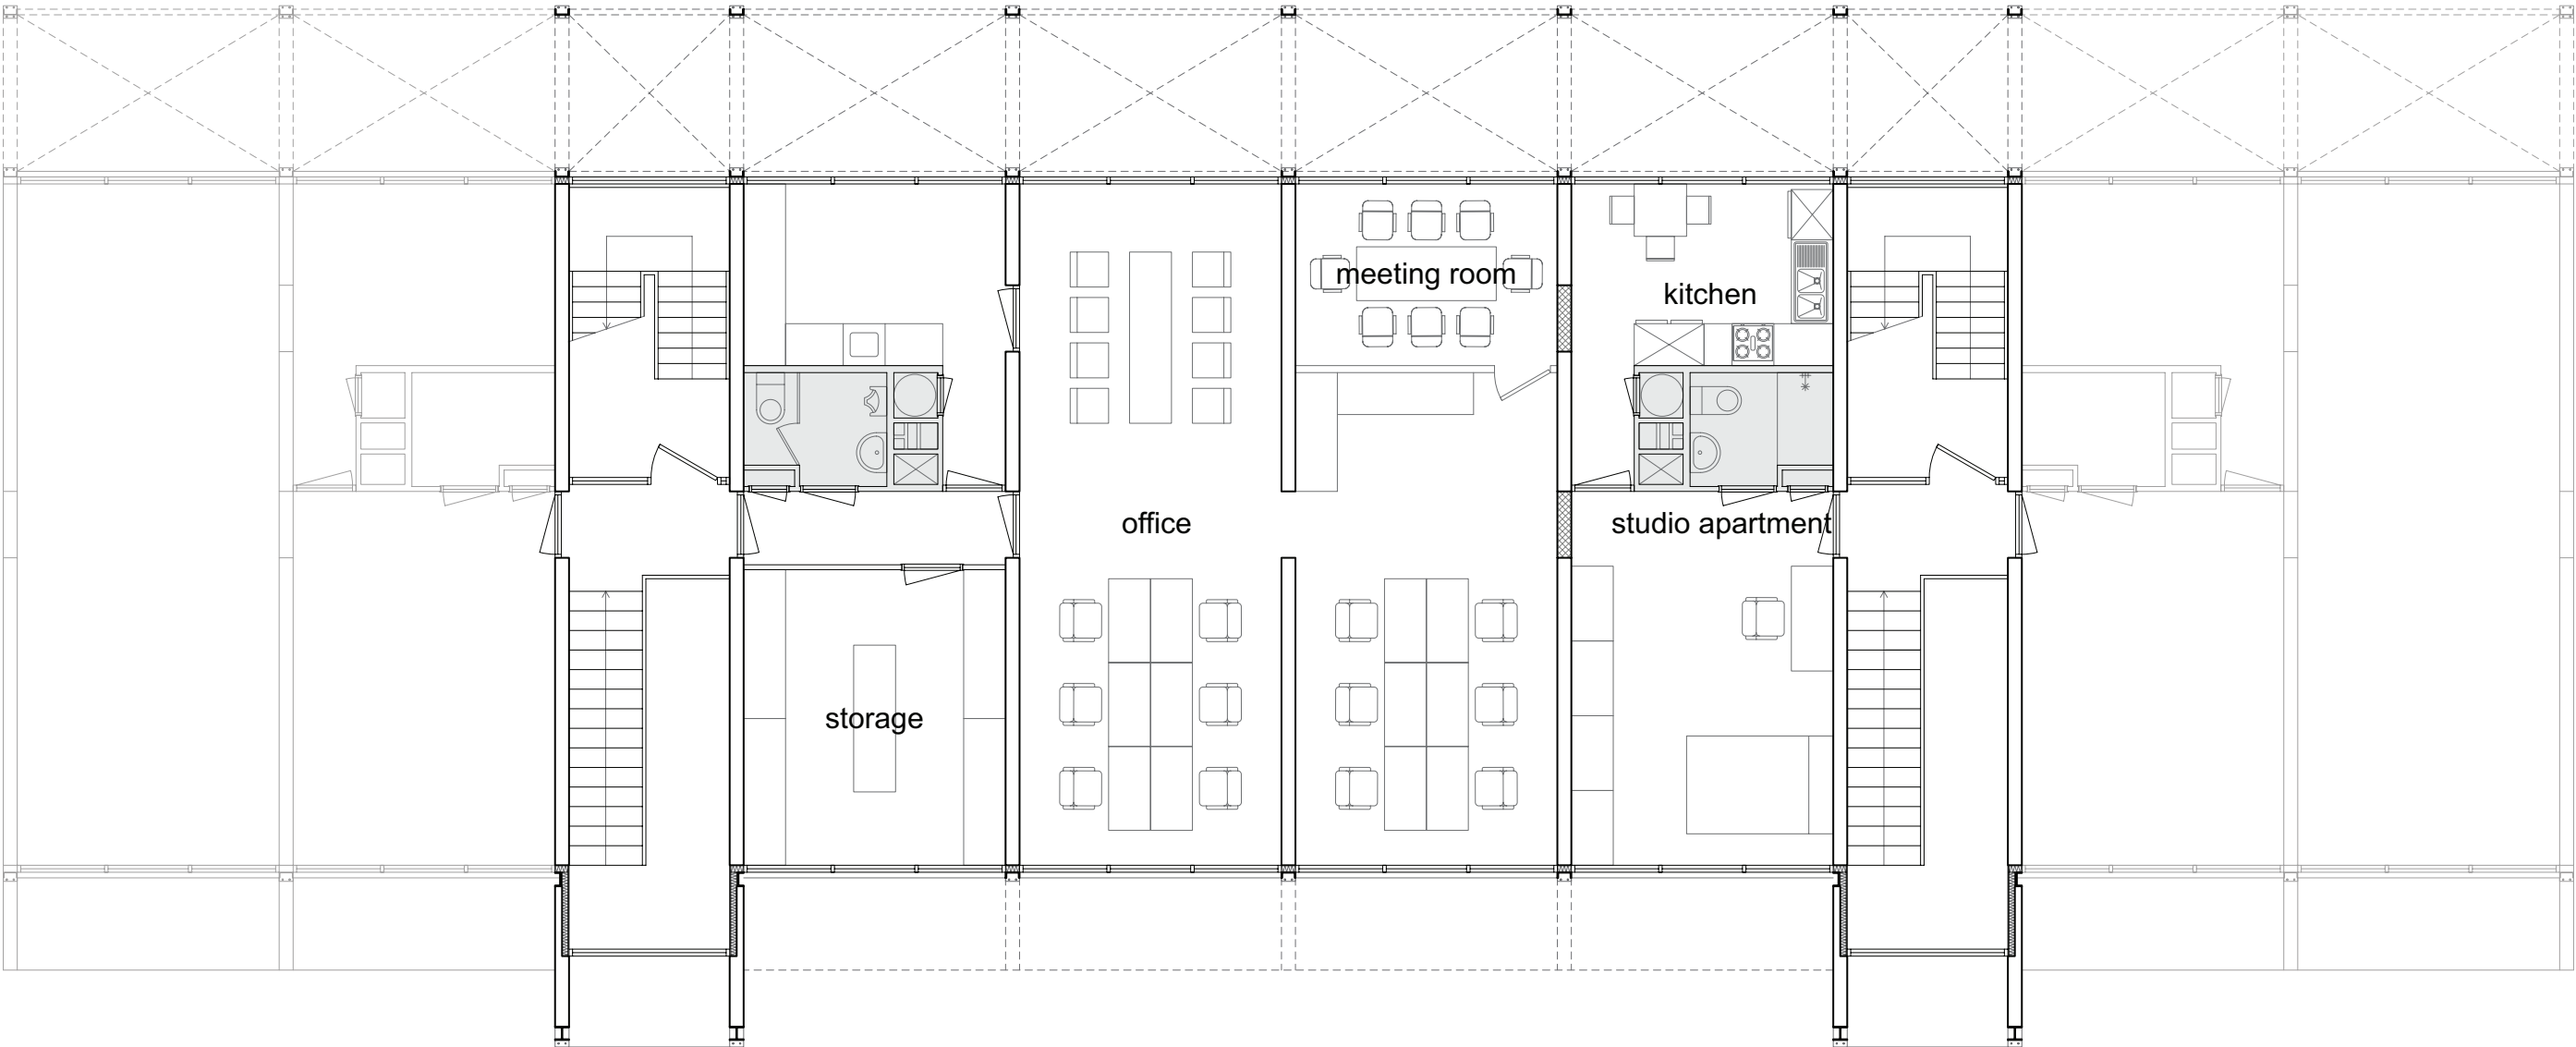 meeting room
kitchen
office
studio apartment
storage